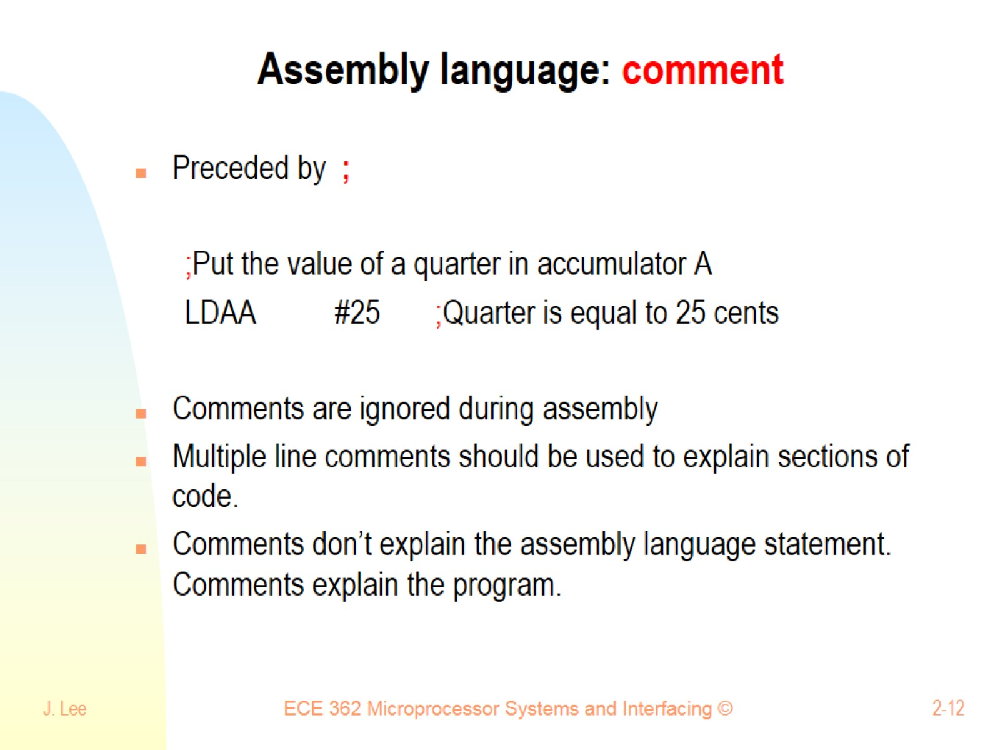 Assembly language: comment
Preceded by ;
;Put the value of a quarter in accumulator A
LDAA #25 ;Quarter is equal to 25 cents
Comments are ignored during assembly
Multiple line comments should be used to explain sections of
code.
Comments don’t explain the assembly language statement.
Comments explain the program.
J. Lee ECE 362 Microprocessor Systems and Interfacing © 2-12